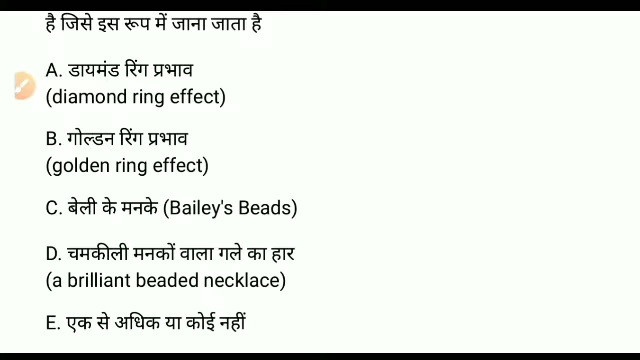 है जिसे इस रूप में जाना जाता है
A. डायमंड रिंग प्रभाव
(diamond ring effect)
B. गोल्डन रिंग प्रभाव
(golden ring effect)
C. बेली के मनके (Bailey's Beads)
D. चमकीली मनकों वाला गले का हार
(a brilliant beaded necklace)
E. एक से अधिक या कोई नहीं